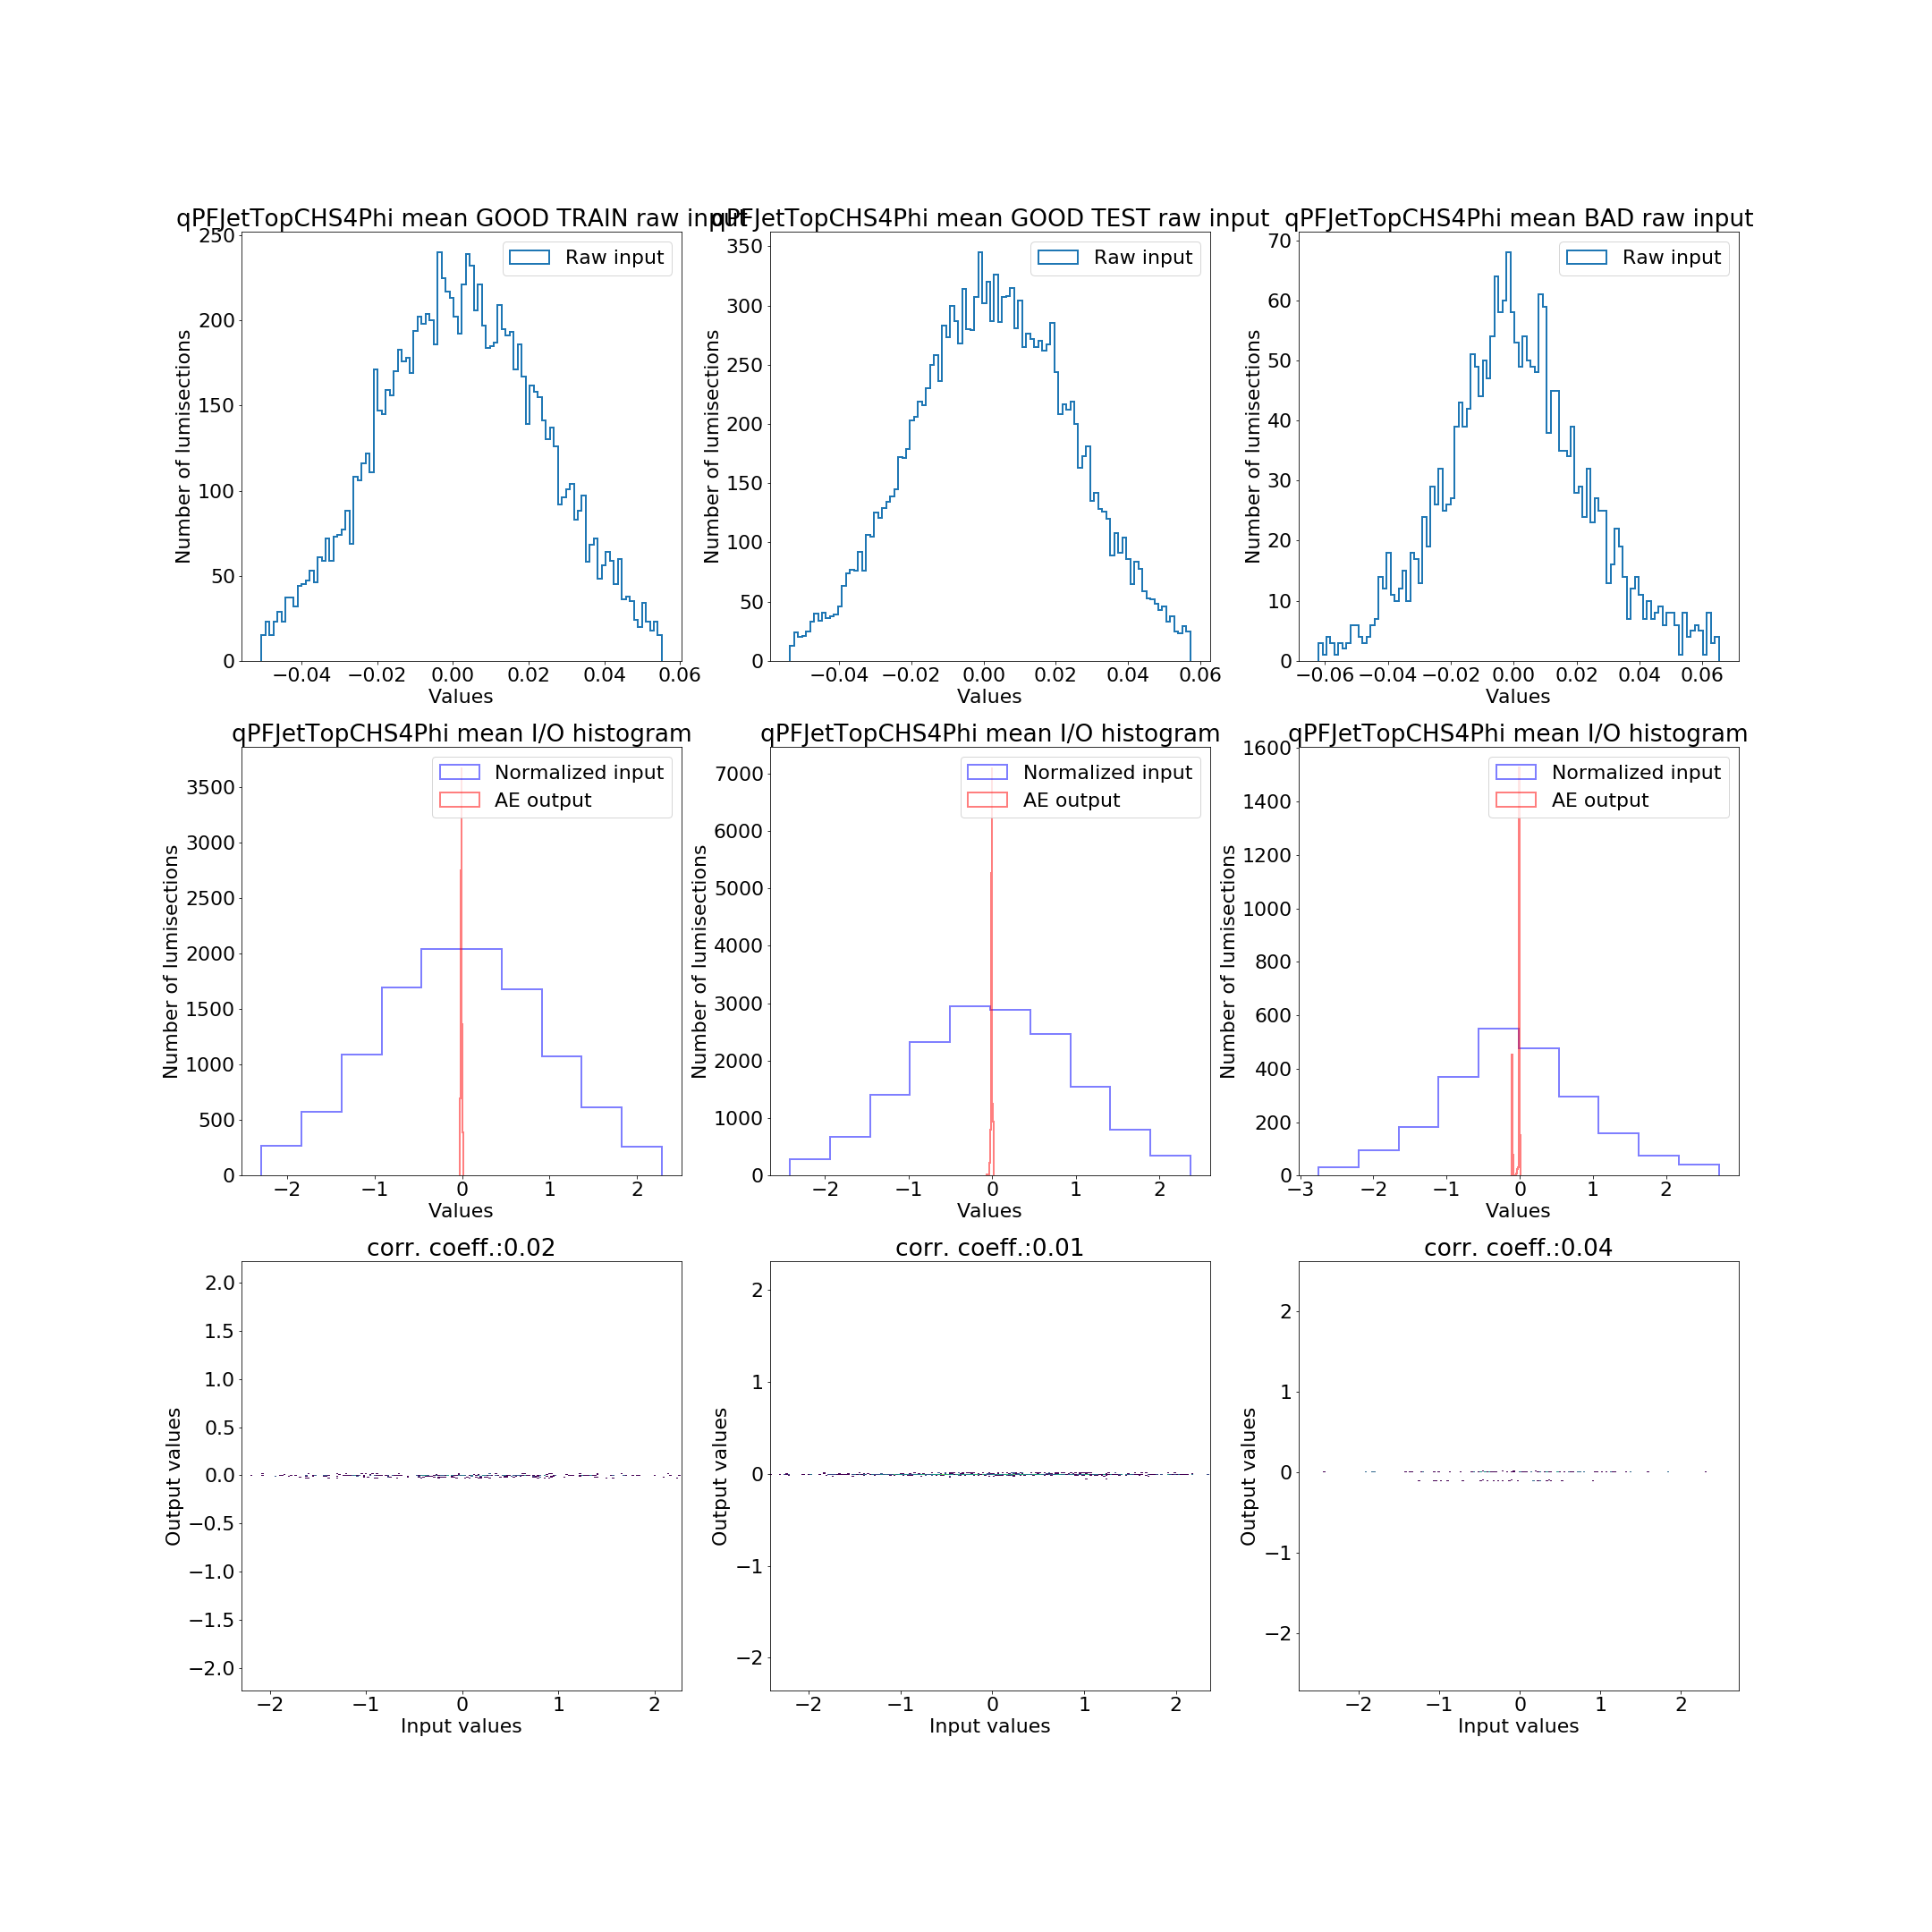 qPFJetTopCHS4Phi mean GOOD TRAIN raw input
qPFJetTopCHS4Phi mean GOOD TEST raw input
qPFJetTopCHS4Phi mean BAD raw input
250
200
150
100
50
0
Number of lumisections
Raw input
−0.04 −0.02 0.00 0.02 0.04 0.06
Values
350
300
250
200
150
100
50
0
Number of lumisections
Raw input
−0.04 −0.02 0.00 0.02 0.04 0.06
Values
70
60
50
40
30
20
10
0
Number of lumisections
Raw input
−0.06 −0.04 −0.02 0.00 0.02 0.04 0.06
Values
qPFJetTopCHS4Phi mean I/O histogram
3500
3000
2500
2000
1500
1000
500
0
Number of lumisections
Normalized input
AE output
−2 −1 0 1 2
Values
qPFJetTopCHS4Phi mean I/O histogram
7000
6000
5000
4000
3000
2000
1000
0
Number of lumisections
Normalized input
AE output
−2 −1 0 1 2
Values
qPFJetTopCHS4Phi mean I/O histogram
1600
1400
1200
1000
800
600
400
200
0
Number of lumisections
Normalized input
AE output
−3 −2 −1 0 1 2
Values
corr. coeff.:0.02
2.0
1.5
1.0
0.5
0.0
−0.5
−1.0
−1.5
−2.0
Output values
−2 −1 0 1 2
Input values
corr. coeff.:0.01
2
1
0
−1
−2
Output values
−2 −1 0 1 2
Input values
corr. coeff.:0.04
2
1
0
−1
−2
Output values
−2 −1 0 1 2
Input values